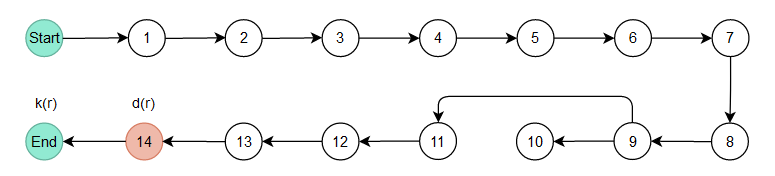 Start 1 2 3 4 5 6 7
k(r) d(r)
End 14 13 12 11 10 9 8